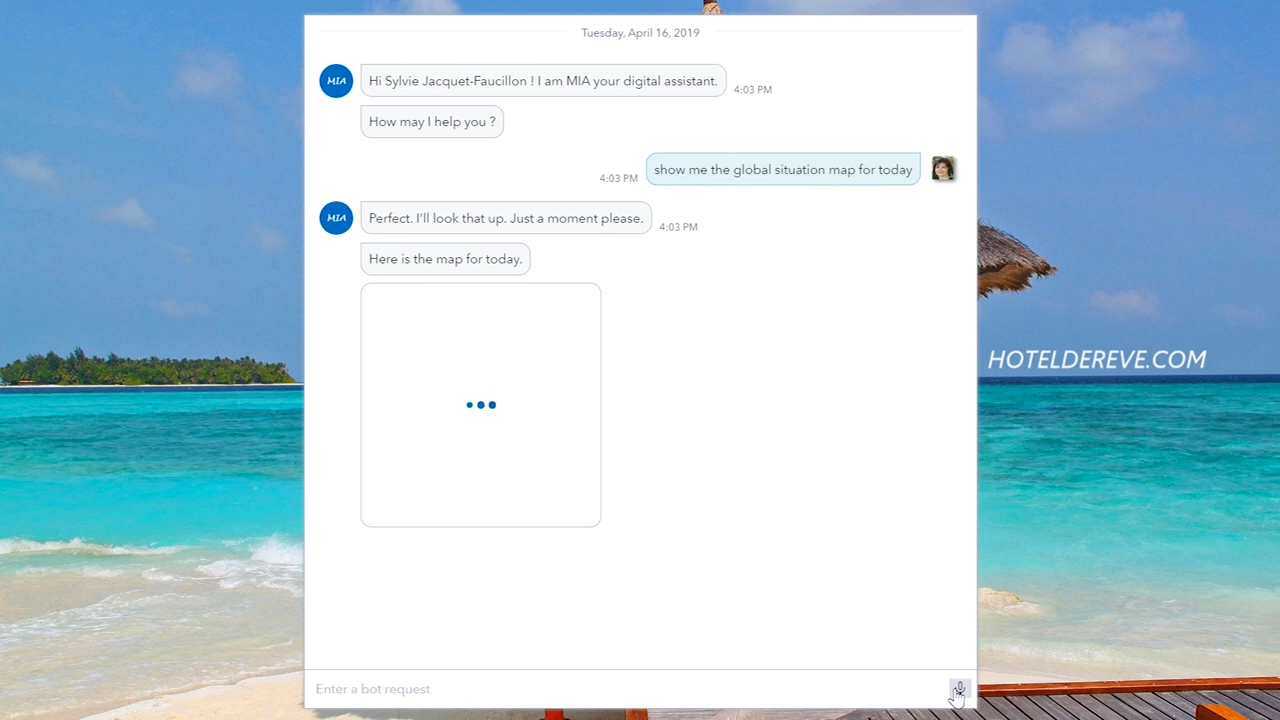 Tuesday, April 16, 2019
MIA
Hi Sylvie Jacquet-Faucillon ! I am MIA your digital assistant.
4:03 PM
How may I help you ?
4:03 PM
show me the global situation map for today
MIA
Perfect. I'll look that up. Just a moment please.
4:03 PM
Here is the map for today.
HOTELDEREVE.COM
Enter a bot request